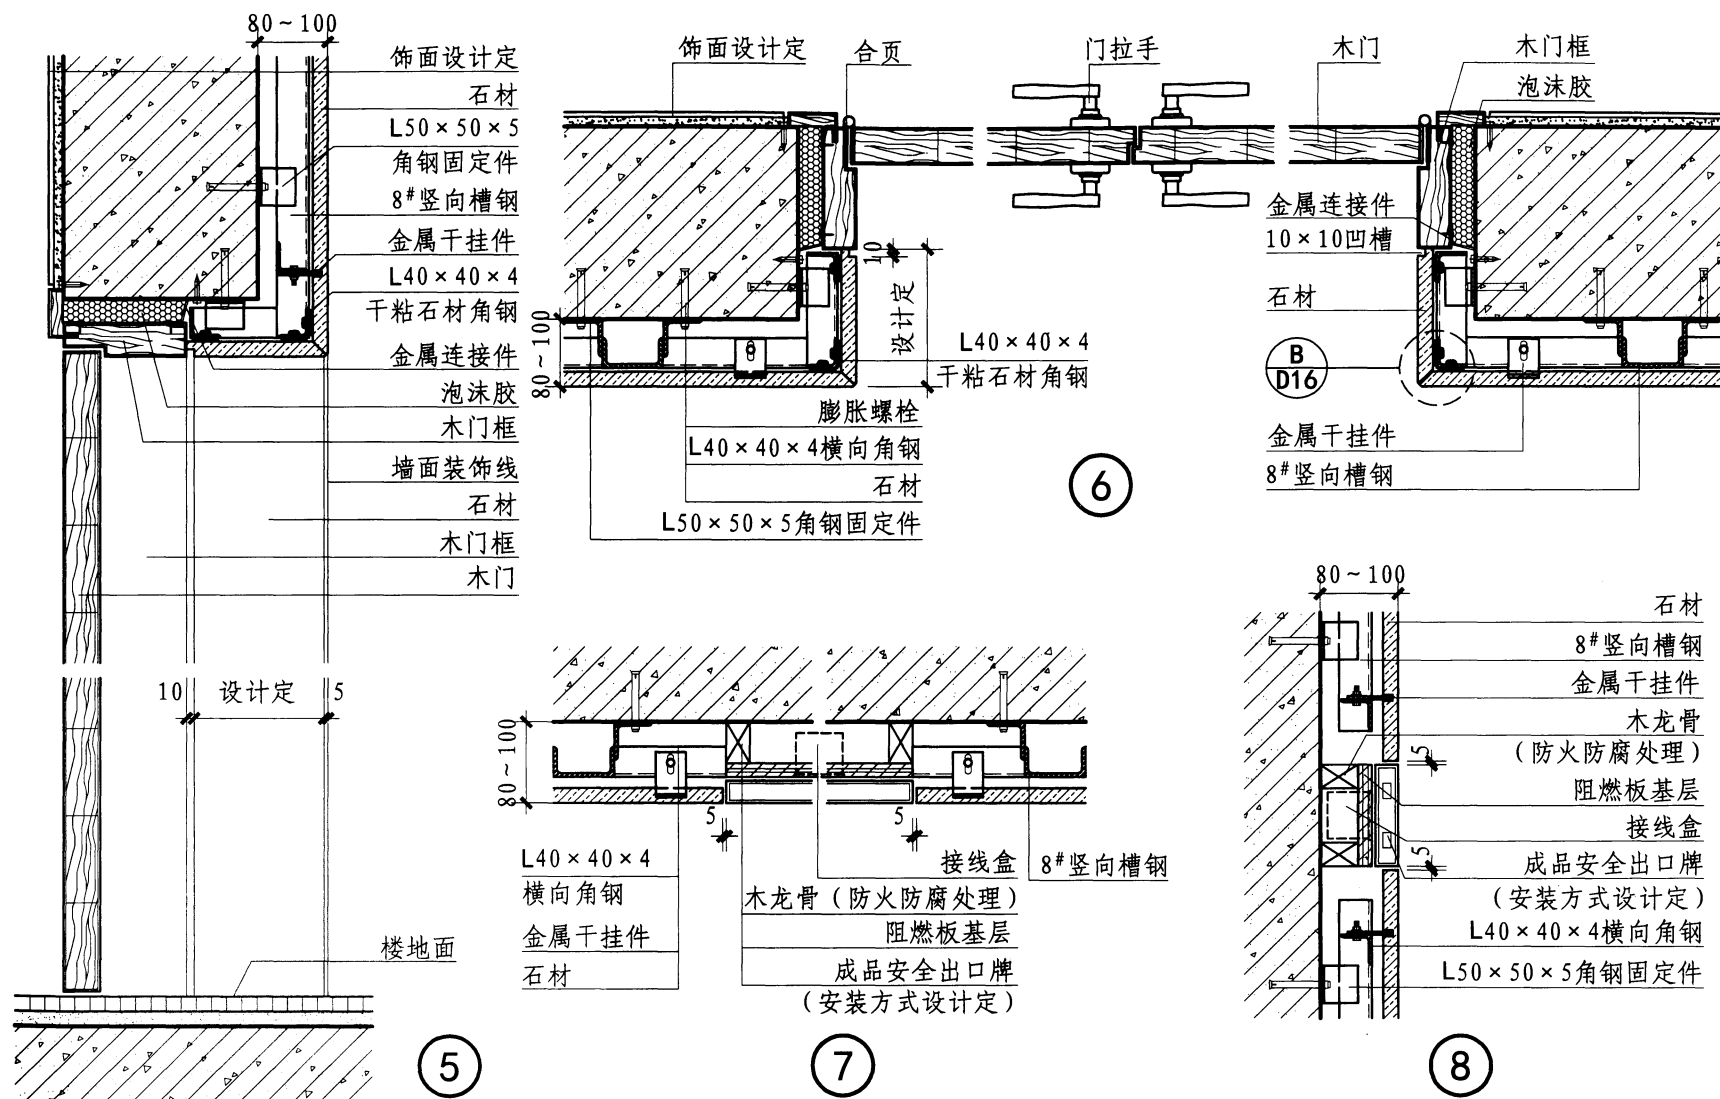 80~100
饰面设计定
石材
L50×50×5
角钢固定件
8#竖向槽钢
金属干挂件
L40×40×4
干粘石材角钢
金属连接件
泡沫胶
木门框
墙面装饰线
石材
木门框
木门
10
设计定
5
楼地面
5
饰面设计定
合页
门拉手
木门
木门框
泡沫胶
金属连接件
10×10凹槽
石材
10
设计定
80~100
L40×40×4
干粘石材角钢
B
D16
膨胀螺栓
L40×40×4横向角钢
石材
L50×50×5角钢固定件
金属干挂件
8#竖向槽钢
6
80~100
5
5
L40×40×4
横向角钢
金属干挂件
石材
接线盒
8#竖向槽钢
木龙骨(防火防腐处理)
阻燃板基层
成品安全出口牌
(安装方式设计定)
7
80~100
石材
8#竖向槽钢
金属干挂件
木龙骨
(防火防腐处理)
5
阻燃板基层
接线盒
5
成品安全出口牌
(安装方式设计定)
L40×40×4横向角钢
L50×50×5角钢固定件
8